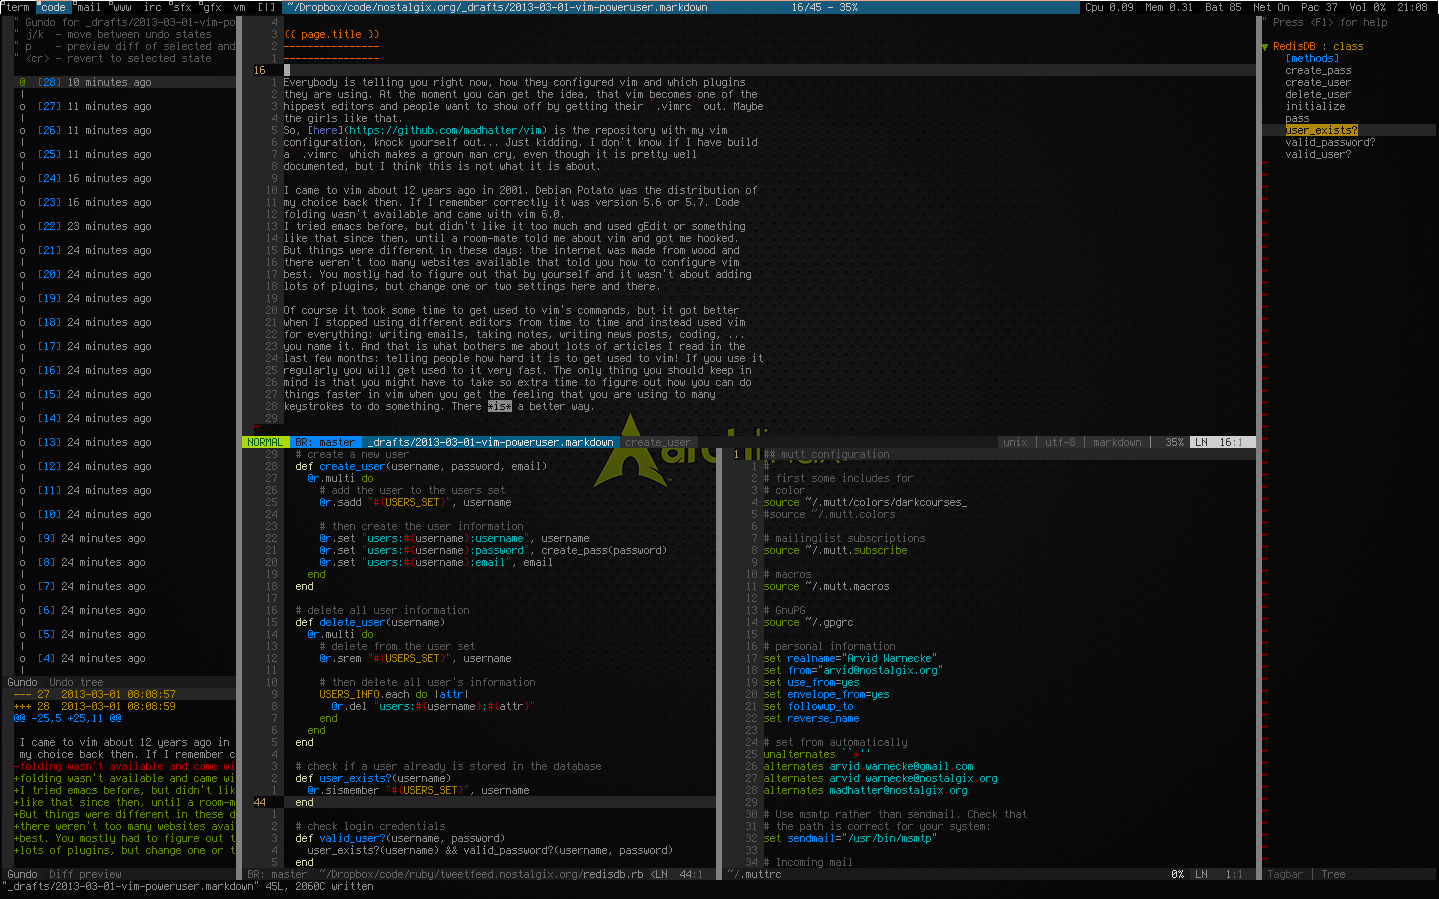 term code mail www irc sfx gfx vm [|] ~/Dropbox/code/nostalgix.org/_drafts/2013-03-01-vim-poweruser.markdown 16/45 - 35% Cpu 0.09 Mem 0.31 Bat 85 Net On Pac 37 Vol 0% 21:08
" Gundo for _drafts/2013-03-01-vim-po
" j/k - move between undo states
" p - preview diff of selected and
" <cr> - revert to selected state
@ [28] 10 minutes ago
|
o [27] 11 minutes ago
|
o [26] 11 minutes ago
|
o [25] 11 minutes ago
|
o [24] 16 minutes ago
|
o [23] 16 minutes ago
|
o [22] 23 minutes ago
|
o [21] 24 minutes ago
|
o [20] 24 minutes ago
|
o [19] 24 minutes ago
|
o [18] 24 minutes ago
|
o [17] 24 minutes ago
|
o [16] 24 minutes ago
|
o [15] 24 minutes ago
|
o [14] 24 minutes ago
|
o [13] 24 minutes ago
|
o [12] 24 minutes ago
|
o [11] 24 minutes ago
|
o [10] 24 minutes ago
|
o [9] 24 minutes ago
|
o [8] 24 minutes ago
|
o [7] 24 minutes ago
|
o [6] 24 minutes ago
|
o [5] 24 minutes ago
|
o [4] 24 minutes ago
|
Gundo Undo tree
--- 27 2013-03-01 08:08:57
+++ 28 2013-03-01 08:08:59
@@ -25,5 +25,11 @@
I came to vim about 12 years ago in
my choice back then. If I remember c
-folding wasn't available and came wi
+folding wasn't available and came wi
+I tried emacs before, but didn't lik
+like that since then, until a room-m
+But things were different in these d
+there weren't too many websites avai
+best. You mostly had to figure out t
+lots of plugins, but change one or t
Gundo Diff preview
4
3 {{ page.title }}
2 ----------------
1 ----------------
16
1 Everybody is telling you right now, how they configured vim and which plugins
2 they are using. At the moment you can get the idea, that vim becomes one of the
3 hippest editors and people want to show off by getting their `.vimrc` out. Maybe
4 the girls like that.
5 So, [here](https://github.com/madhatter/vim) is the repository with my vim
6 configuration, knock yourself out... Just kidding. I don't know if I have build
7 a `.vimrc` which makes a grown man cry, even though it is pretty well
8 documented, but I think this is not what it is about.
9
10 I came to vim about 12 years ago in 2001. Debian Potato was the distribution of
11 my choice back then. If I remember correctly it was version 5.6 or 5.7. Code
12 folding wasn't available and came with vim 6.0.
13 I tried emacs before, but didn't like it too much and used gEdit or something
14 like that since then, until a room-mate told me about vim and got me hooked.
15 But things were different in these days: the internet was made from wood and
16 there weren't too many websites available that told you how to configure vim
17 best. You mostly had to figure out that by yourself and it wasn't about adding
18 lots of plugins, but change one or two settings here and there.
19
20 Of course it took some time to get used to vim's commands, but it got better
21 when I stopped using different editors from time to time and instead used vim
22 for everything: writing emails, taking notes, writing news posts, coding, ...
23 you name it. And that is what bothers me about lots of articles I read in the
24 last few months: telling people how hard it is to get used to vim! If you use it
25 regularly you will get used to it very fast. The only thing you should keep in
26 mind is that you might have to take so extra time to figure out how you can do
27 things faster in vim when you get the feeling that you are using to many
28 keystrokes to do something. There *is* a better way.
29
~
NORMAL BR: master _drafts/2013-03-01-vim-poweruser.markdown create_user unix | utf-8 | markdown | 35% LN 16:1
29 # create a new user
28 def create_user(username, password, email)
27 @r.multi do
26 # add the user to the users set
25 @r.sadd "#{USERS_SET}", username
24
23 # then create the user information
22 @r.set "users:#{username}:username", username
21 @r.set "users:#{username}:password", create_pass(password)
20 @r.set "users:#{username}:email", email
19 end
18 end
17
16 # delete all user information
15 def delete_user(username)
14 @r.multi do
13 # delete from the user set
12 @r.srem "#{USERS_SET}", username
11
10 # then delete all user's information
9 USERS_INFO.each do |attr|
8 @r.del "users:#{username}:#{attr}"
7 end
6 end
5 end
4
3 # check if a user already is stored in the database
2 def user_exists?(username)
1 @r.sismember "#{USERS_SET}", username
44 end
1
2 # check login credentials
3 def valid_user?(username, password)
4 user_exists?(username) && valid_password?(username, password)
5 end
BR: master ~/Dropbox/code/ruby/tweetfeed.nostalgix.org/redisdb.rb <LN 44:1
1 ## mutt configuration
1 #
2 # first some includes for
3 # color
4 source ~/.mutt/colors/darkcourses_
5 #source ~/.mutt.colors
6
7 # mailinglist subscriptions
8 source ~/.mutt.subscribe
9
10 # macros
11 source ~/.mutt.macros
12
13 # GnuPG
14 source ~/.gpgrc
15
16 # personal information
17 set realname="Arvid Warnecke"
18 set from="arvid@nostalgix.org"
19 set use_from=yes
20 set envelope_from=yes
21 set followup_to
22 set reverse_name
23
24 # set from automatically
25 unalternates ``*''
26 alternates arvid.warnecke@gmail.com
27 alternates arvid.warnecke@nostalgix.org
28 alternates madhatter@nostalgix.org
29
30 # Use msmtp rather than sendmail. Check that
31 # the path is correct for your system:
32 set sendmail="/usr/bin/msmtp"
33
34 # Incoming mail
~/.muttrc 0% LN 1:1
" Press <F1> for help
▼ RedisDB : class
[methods]
create_pass
create_user
delete_user
initialize
pass
user_exists?
valid_password?
valid_user?
Tagbar | Tree
"_drafts/2013-03-01-vim-poweruser.markdown" 45L, 2060C written